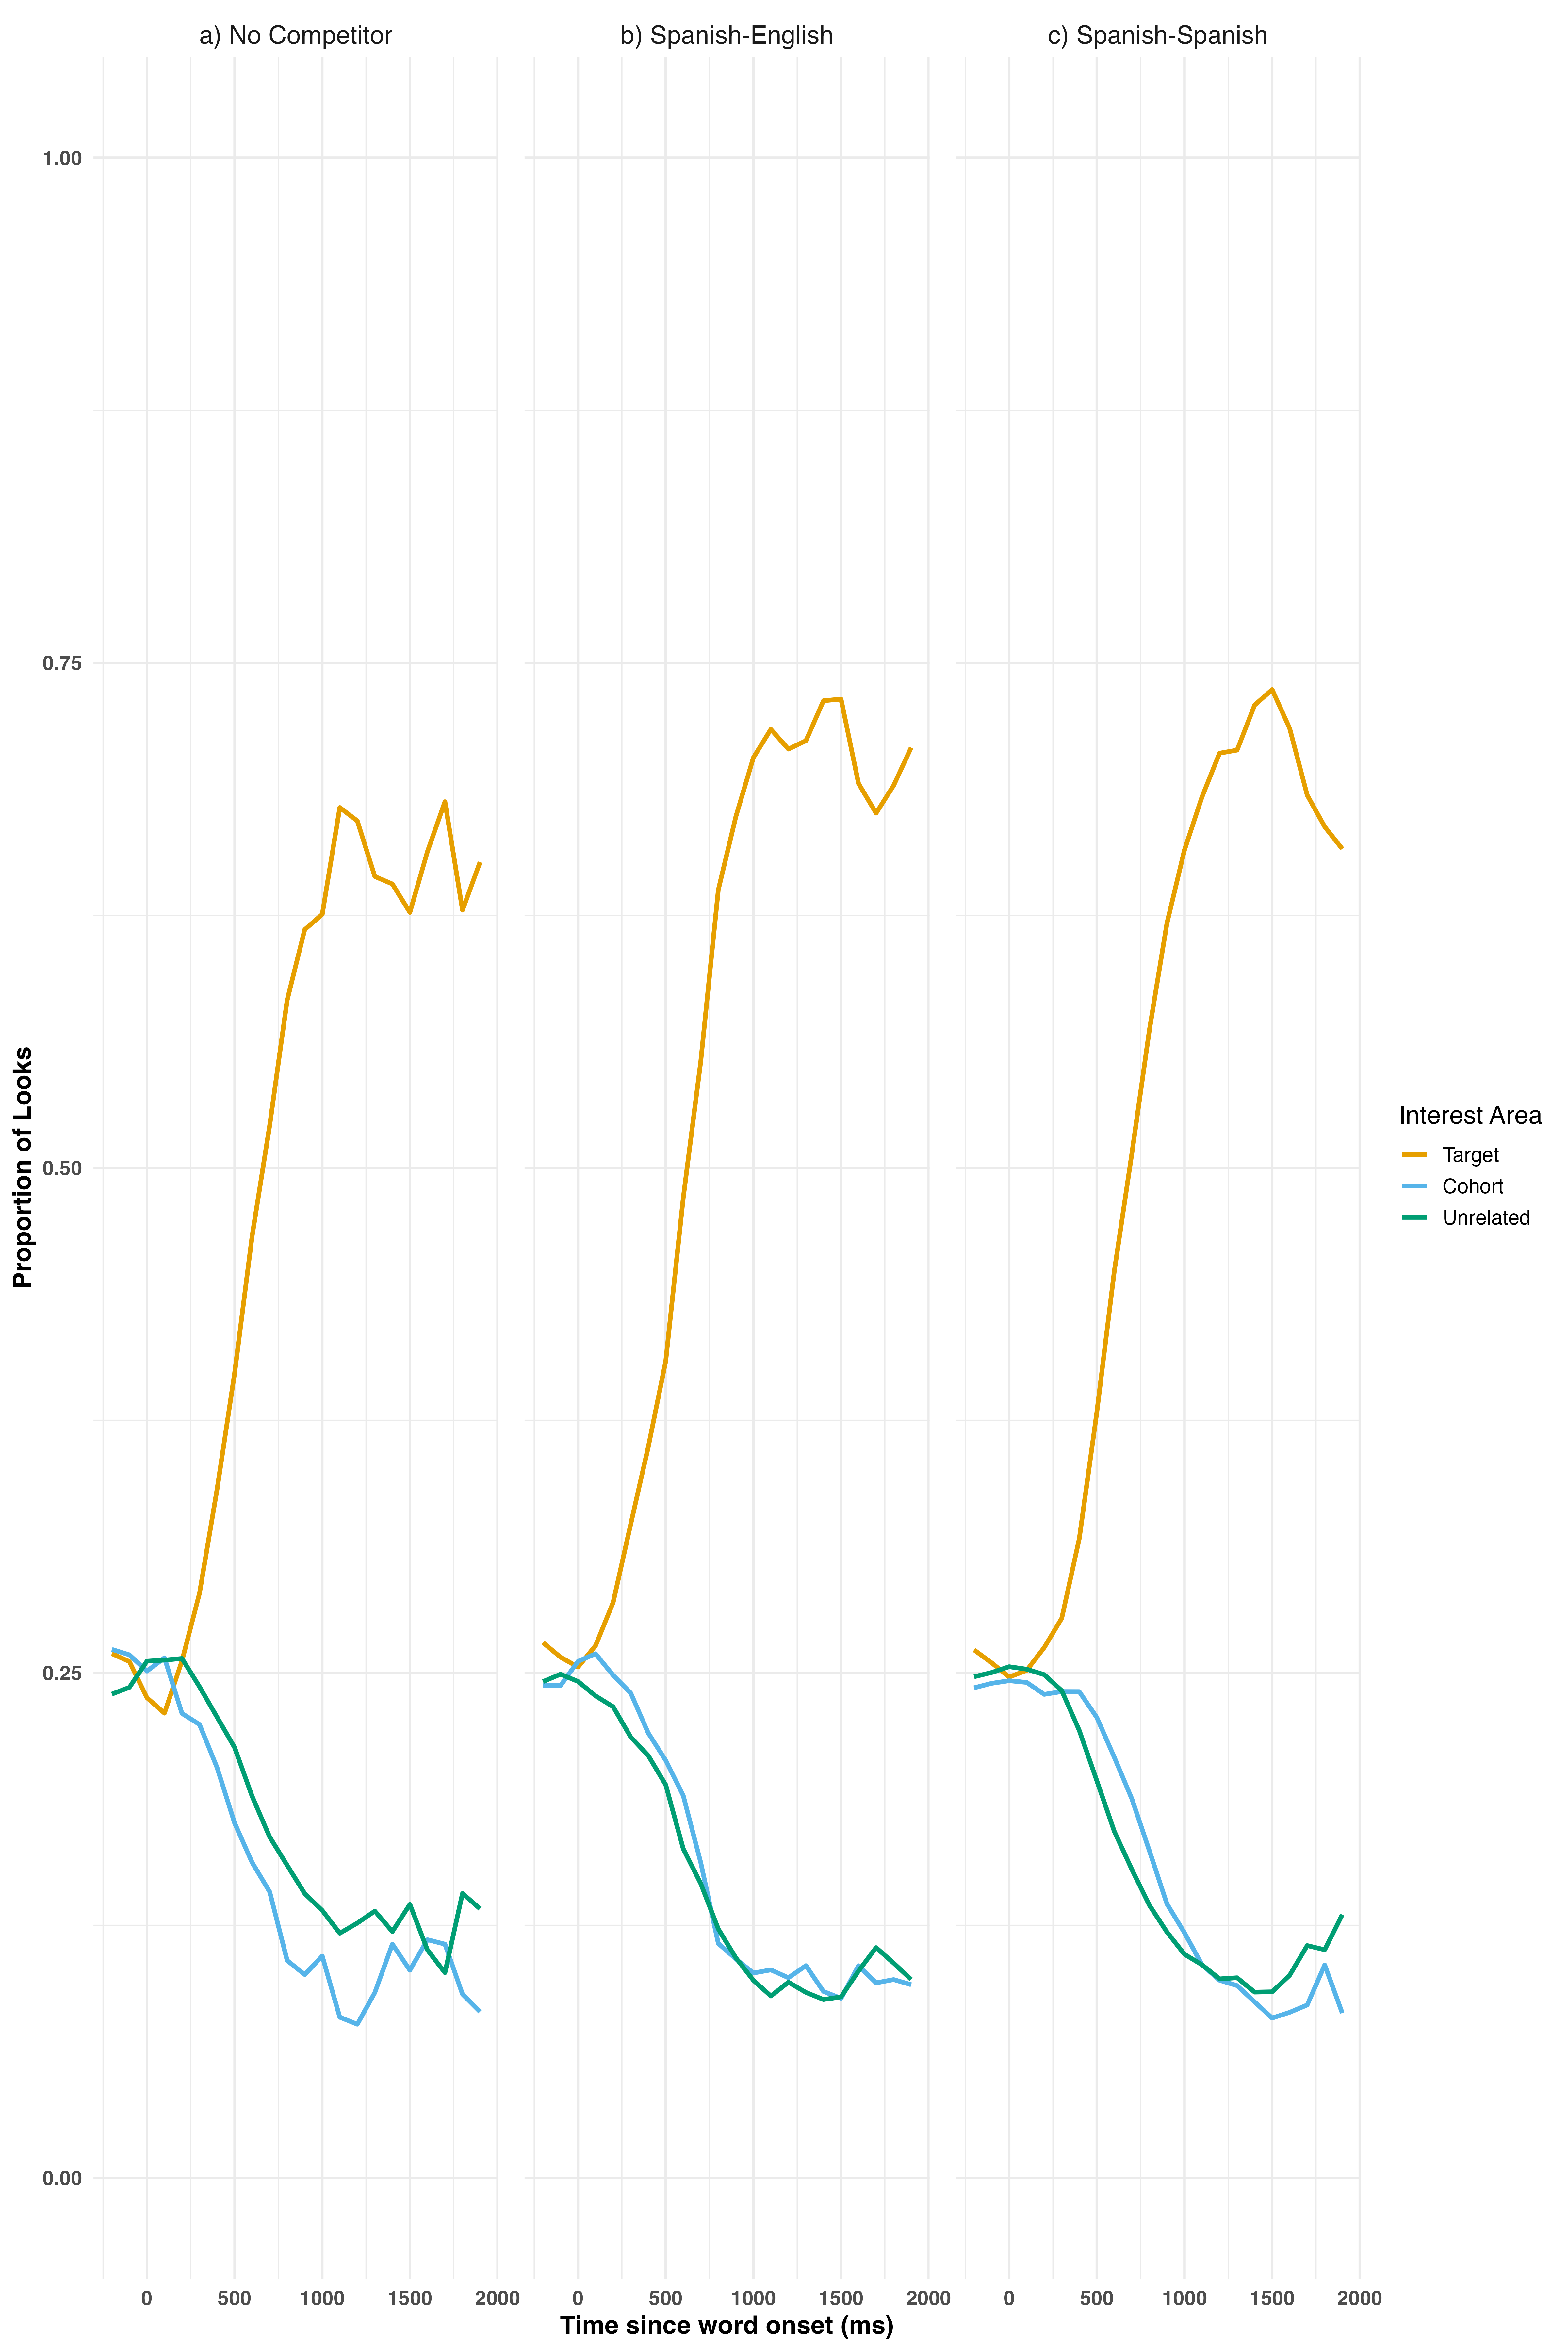 a) No Competitor
b) Spanish-English
c) Spanish-Spanish
1.00
0.75
0.50
0.25
0.00
Proportion of Looks
Interest Area
Target
Cohort
Unrelated
0 500 1000 1500 2000
0 500 1000 1500 2000
0 500 1000 1500 2000
Time since word onset (ms)